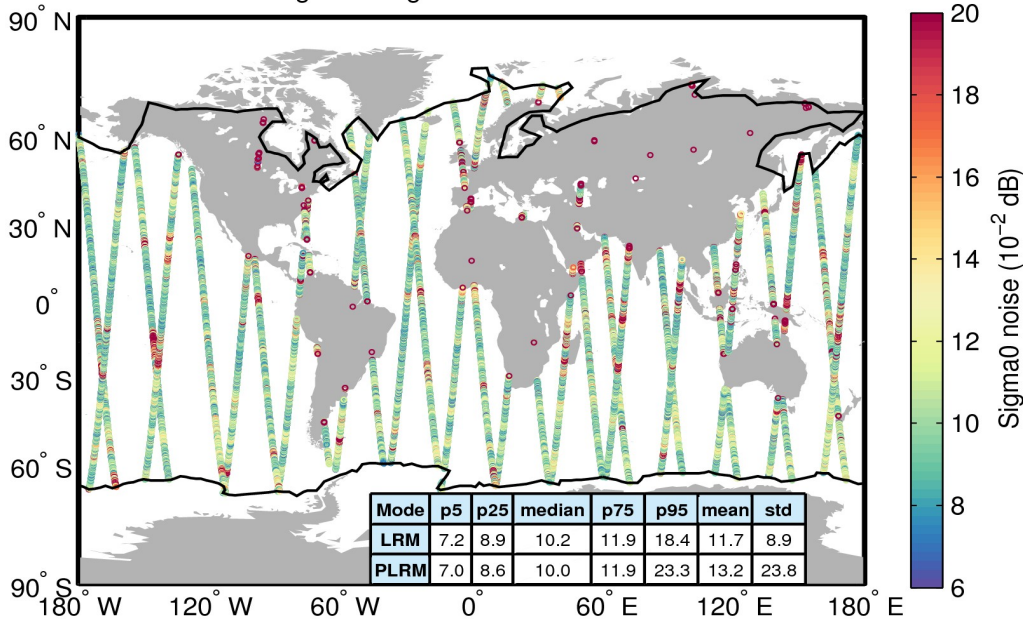 90° N
60° N
30° N
0°
30° S
60° S
90° S
180° W 120° W 60° W 0° 60° E 120° E 180° E
Mode p5 p25 median p75 p95 mean std
LRM 7.2 8.9 10.2 11.9 18.4 11.7 8.9
PLRM 7.0 8.6 10.0 11.9 23.3 13.2 23.8
20
18
16
14
12
10
8
6
Sigma0 noise (10⁻² dB)